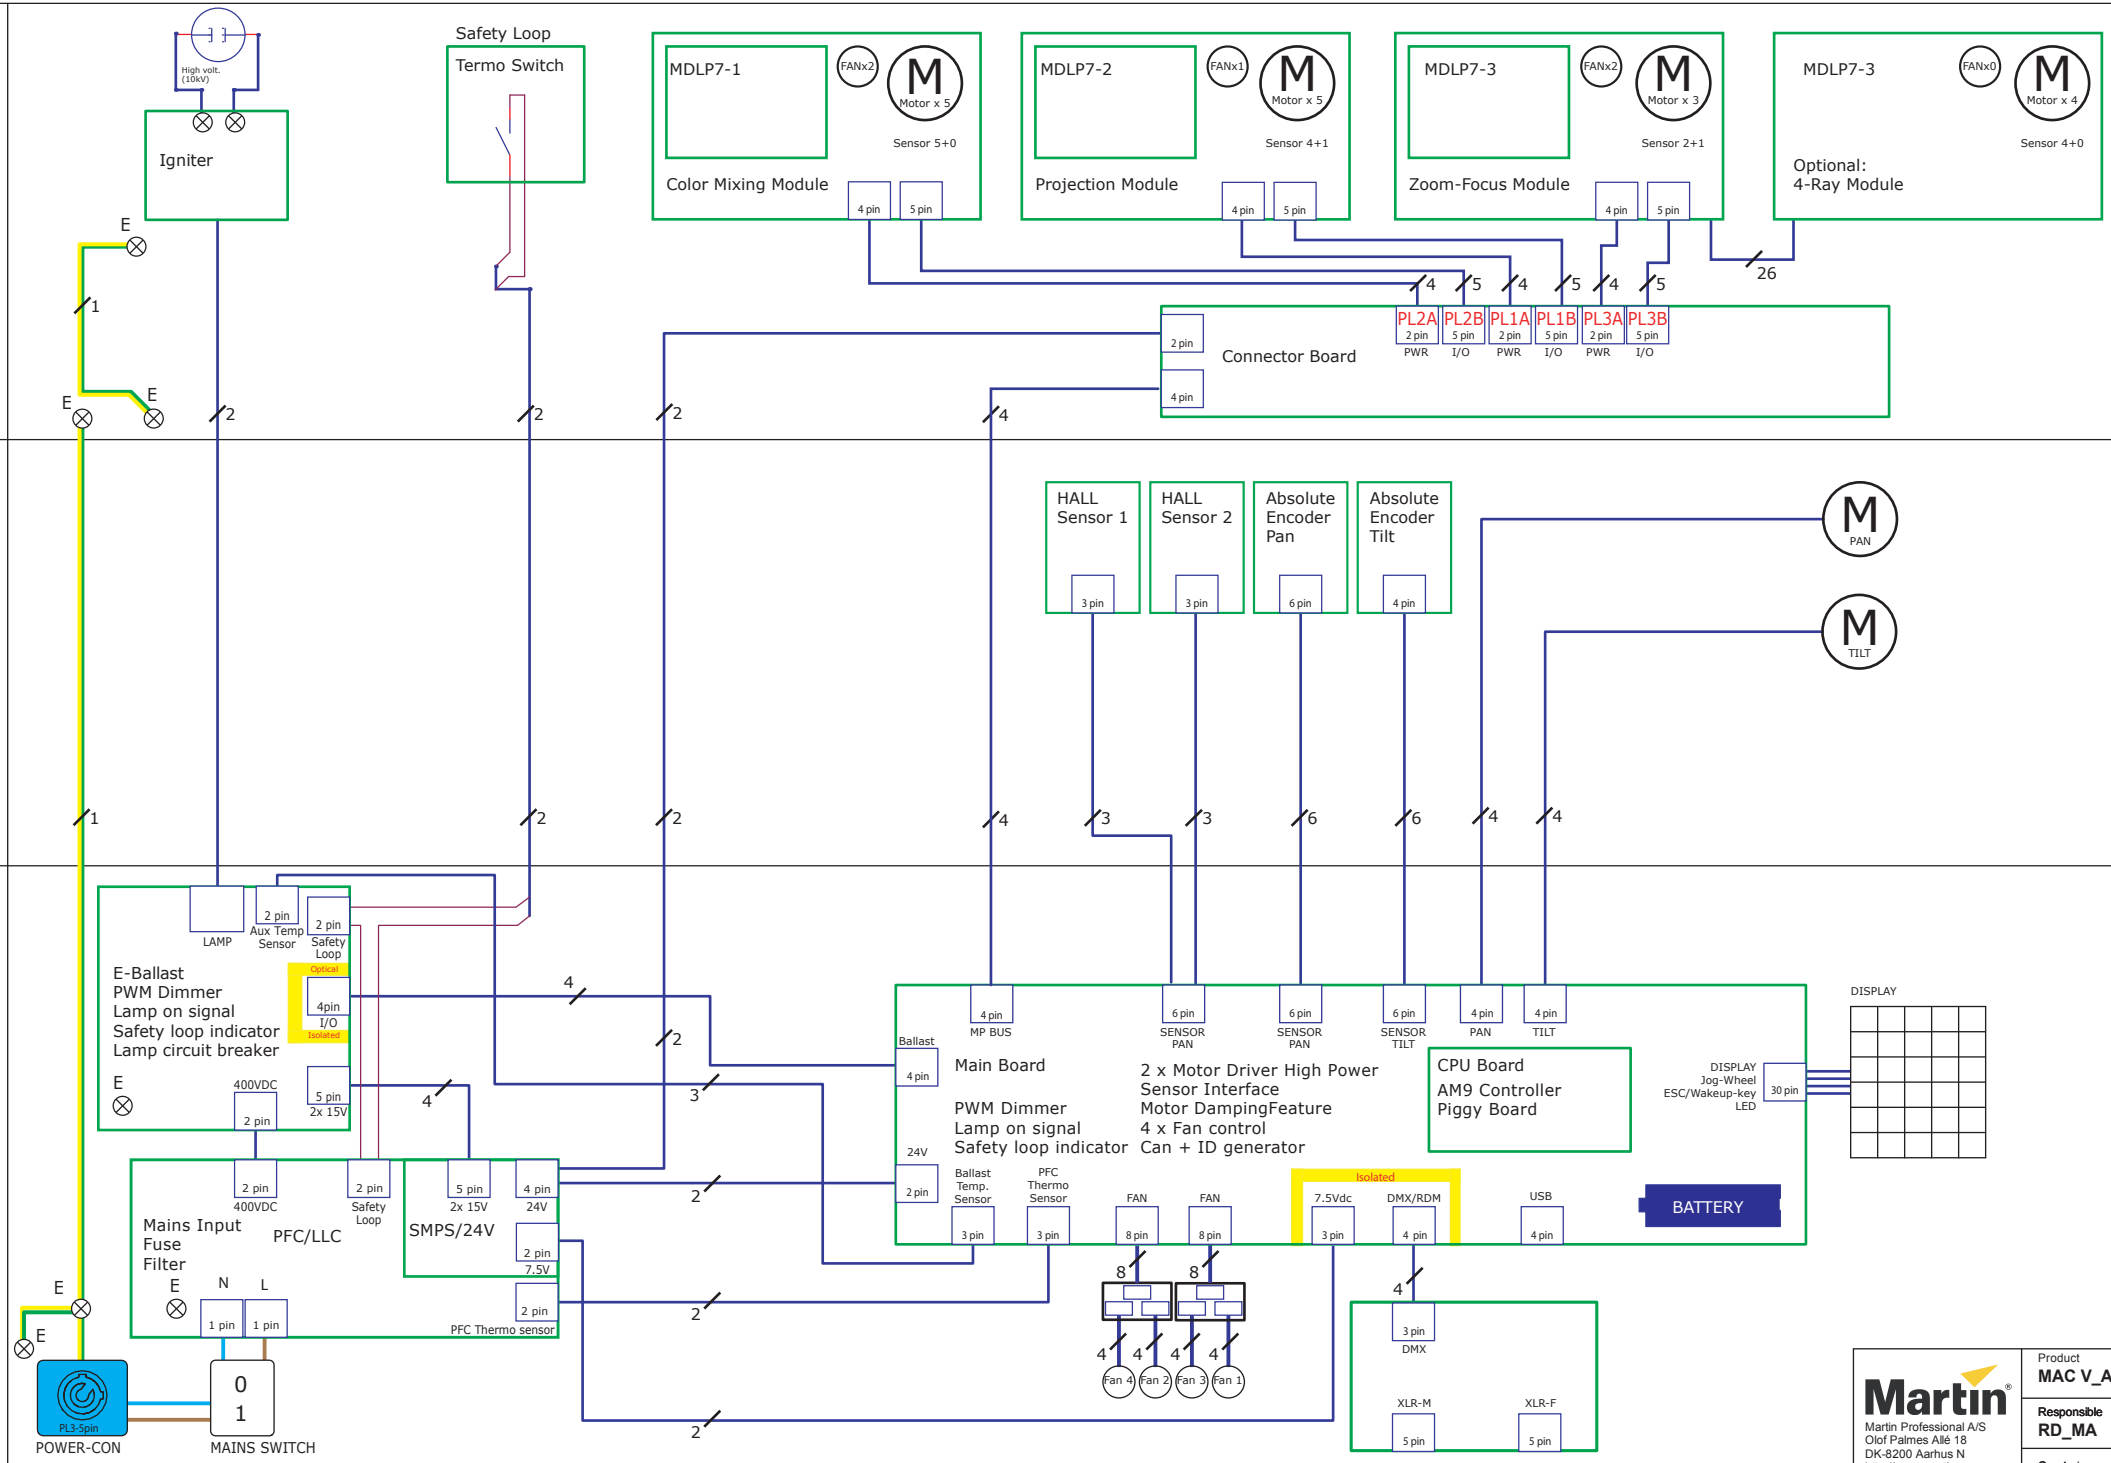 High volt.
(10kV)
Igniter
E
1
E
E
2
Safety Loop
Termo Switch
2
MDLP7-1
FANx2
M
Motor x 5
Sensor 5+0
Color Mixing Module
4 pin
5 pin
MDLP7-2
FANx1
M
Motor x 5
Sensor 4+1
Projection Module
4 pin
5 pin
MDLP7-3
FANx2
M
Motor x 3
Sensor 2+1
Zoom-Focus Module
4 pin
5 pin
MDLP7-3
FANx0
M
Motor x 4
Sensor 4+0
Optional:
4-Ray Module
26
4
5
4
5
4
5
PL2A
PL2B
PL1A
PL1B
PL3A
PL3B
2 pin
5 pin
2 pin
5 pin
2 pin
5 pin
PWR
I/O
PWR
I/O
PWR
I/O
2 pin
Connector Board
4 pin
2
4
HALL
Sensor 1
3 pin
HALL
Sensor 2
3 pin
Absolute
Encoder
Pan
6 pin
Absolute
Encoder
Tilt
4 pin
M
PAN
M
TILT
1
2
2
4
3
3
6
6
4
4
LAMP
2 pin
Aux Temp
Sensor
2 pin
Safety
Loop
Optical
4pin
I/O
Isolated
E-Ballast
PWM Dimmer
Lamp on signal
Safety loop indicator
Lamp circuit breaker
E
400VDC
2 pin
5 pin
2x 15V
4
4
2
3
2 pin
400VDC
2 pin
Safety
Loop
5 pin
2x 15V
4 pin
24V
Mains Input
Fuse
Filter
PFC/LLC
SMPS/24V
2 pin
7.5V
E
N
L
1 pin
1 pin
2 pin
PFC Thermo sensor
E
E
PL3-5pin
POWER-CON
0
1
MAINS SWITCH
2
2
2
4 pin
MP BUS
6 pin
SENSOR
PAN
6 pin
SENSOR
PAN
6 pin
SENSOR
TILT
4 pin
PAN
4 pin
TILT
Ballast
4 pin
Main Board
PWM Dimmer
Lamp on signal
Safety loop indicator
2 x Motor Driver High Power
Sensor Interface
Motor DampingFeature
4 x Fan control
Can + ID generator
CPU Board
AM9 Controller
Piggy Board
DISPLAY
Jog-Wheel
ESC/Wakeup-key
LED
30 pin
DISPLAY
24V
2 pin
Ballast
Temp.
Sensor
3 pin
PFC
Thermo
Sensor
3 pin
FAN
8 pin
FAN
8 pin
Isolated
7.5Vdc
3 pin
DMX/RDM
4 pin
USB
4 pin
BATTERY
8
8
4
4
4
4
Fan 4
Fan 2
Fan 3
Fan 1
4
3 pin
DMX
XLR-M
5 pin
XLR-F
5 pin
Martin®
Martin Professional A/S
Olof Palmes Allé 18
DK-8200 Aarhus N
Product
MAC V_A
Responsible
RD_MA